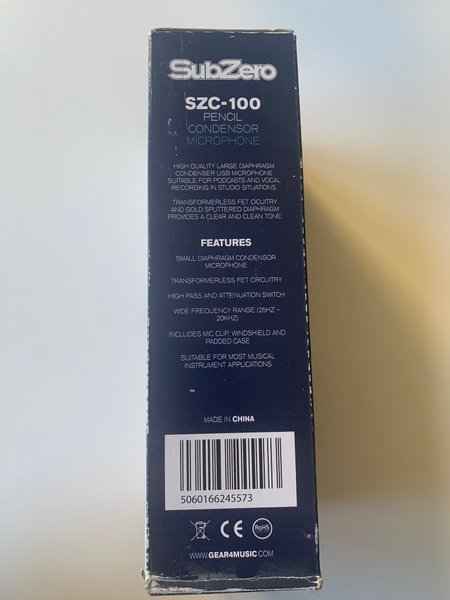 SubZero
SZC-100
PENCIL
CONDENSOR
MICROPHONE
HIGH QUALITY LARGE DIAPHRAGM
CONDENSER USB MICROPHONE
SUITABLE FOR PODCASTS AND VOCAL
RECORDING IN STUDIO SITUATIONS.
TRANSFORMERLESS FET CICUITRY
AND GOLD SPUTTERED DIAPHRAGM
PROVIDES A CLEAR AND CLEAN TONE.
FEATURES
SMALL DIAPHRAGM CONDENSOR
MICROPHONE
TRANSFORMERLESS FET CIRCUITRY
HIGH PASS AND ATTENUATION SWITCH
WIDE FREQUENCY RANGE (25HZ –
20KHZ)
INCLUDES MIC CLIP, WINDSHIELD AND
PADDED CASE
SUITABLE FOR MOST MUSICAL
INSTRUMENT APPLICATIONS
MADE IN CHINA
5060166245573
CE RoHS
WWW.GEAR4MUSIC.COM